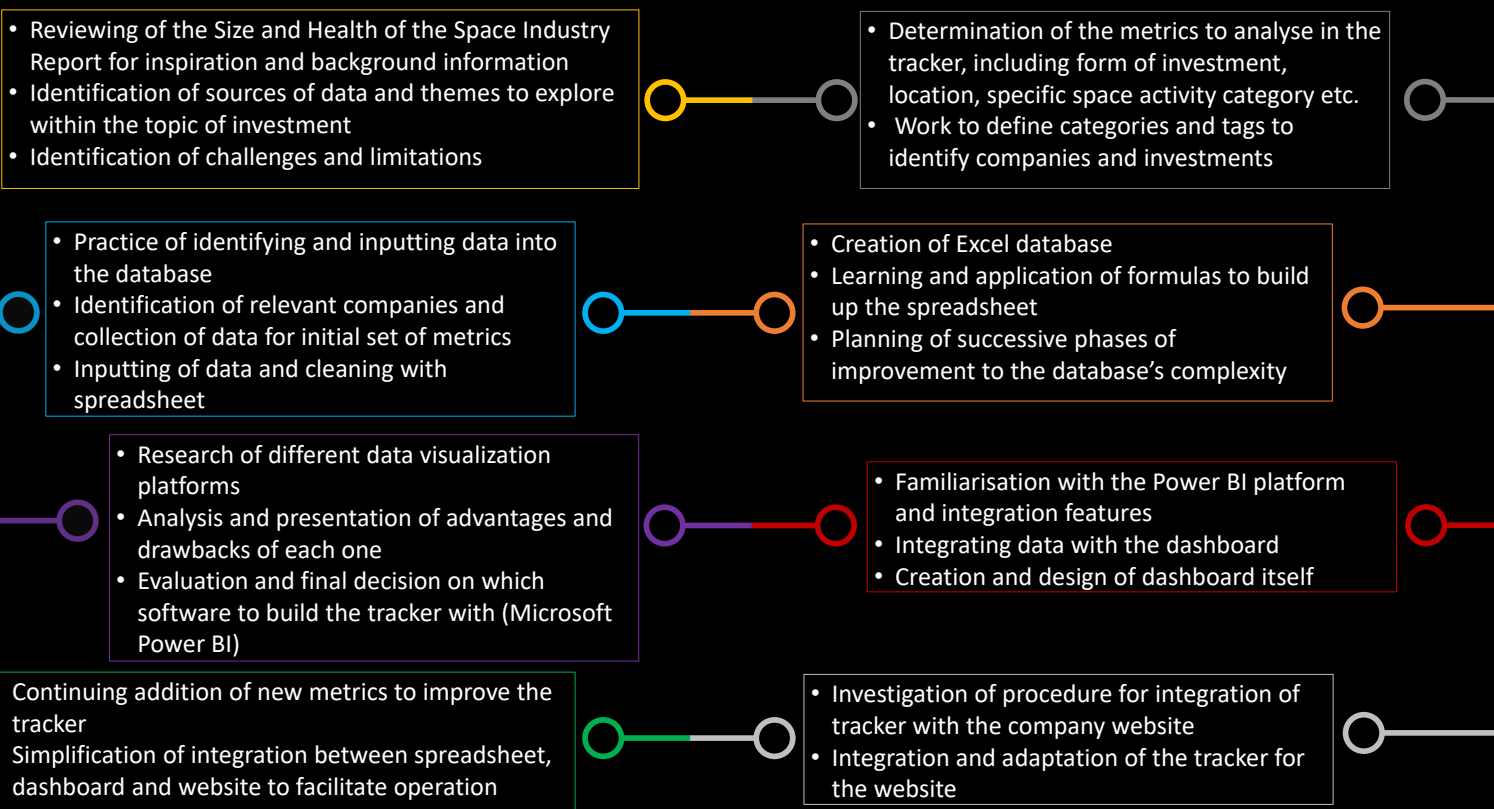 • Reviewing of the Size and Health of the Space Industry
Report for inspiration and background information
• Identification of sources of data and themes to explore
within the topic of investment
• Identification of challenges and limitations
• Determination of the metrics to analyse in the
tracker, including form of investment,
location, specific space activity category etc.
• Work to define categories and tags to
identify companies and investments
• Practice of identifying and inputting data into
the database
• Identification of relevant companies and
collection of data for initial set of metrics
• Inputting of data and cleaning with
spreadsheet
• Creation of Excel database
• Learning and application of formulas to build
up the spreadsheet
• Planning of successive phases of
improvement to the database’s complexity
• Research of different data visualization
platforms
• Analysis and presentation of advantages and
drawbacks of each one
• Evaluation and final decision on which
software to build the tracker with (Microsoft
Power BI)
• Familiarisation with the Power BI platform
and integration features
• Integrating data with the dashboard
• Creation and design of dashboard itself
Continuing addition of new metrics to improve the
tracker
Simplification of integration between spreadsheet,
dashboard and website to facilitate operation
• Investigation of procedure for integration of
tracker with the company website
• Integration and adaptation of the tracker for
the website